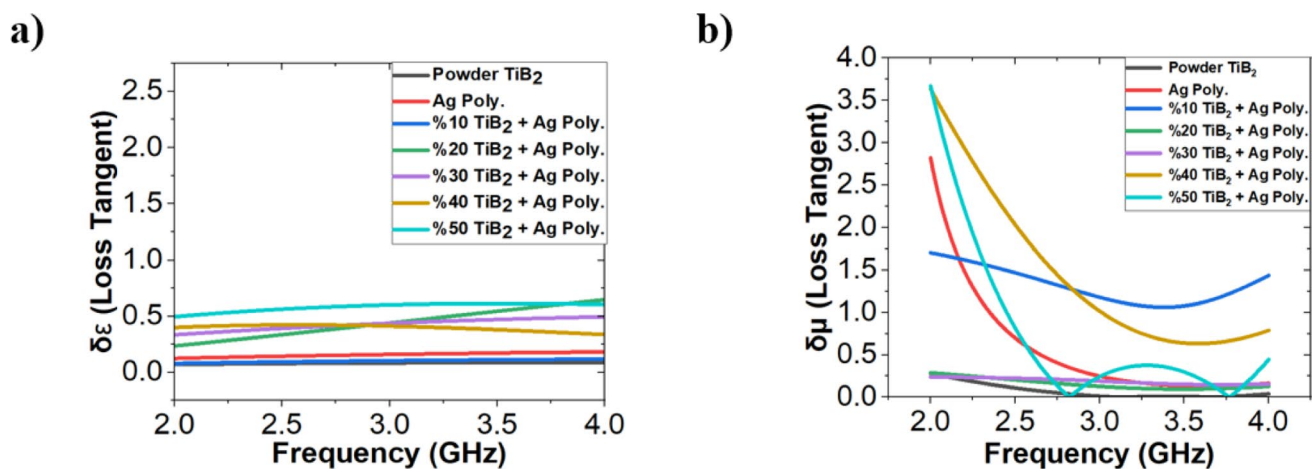 a)
δε (Loss Tangent)
2.5
2.0
1.5
1.0
0.5
0.0
2.0 2.5 3.0 3.5 4.0
Frequency (GHz)
Powder TiB₂
Ag Poly.
%10 TiB₂ + Ag Poly.
%20 TiB₂ + Ag Poly.
%30 TiB₂ + Ag Poly.
%40 TiB₂ + Ag Poly.
%50 TiB₂ + Ag Poly.
b)
δμ (Loss Tangent)
4.0
3.5
3.0
2.5
2.0
1.5
1.0
0.5
0.0
2.0 2.5 3.0 3.5 4.0
Frequency (GHz)
Powder TiB₂
Ag Poly.
%10 TiB₂ + Ag Poly.
%20 TiB₂ + Ag Poly.
%30 TiB₂ + Ag Poly.
%40 TiB₂ + Ag Poly.
%50 TiB₂ + Ag Poly.